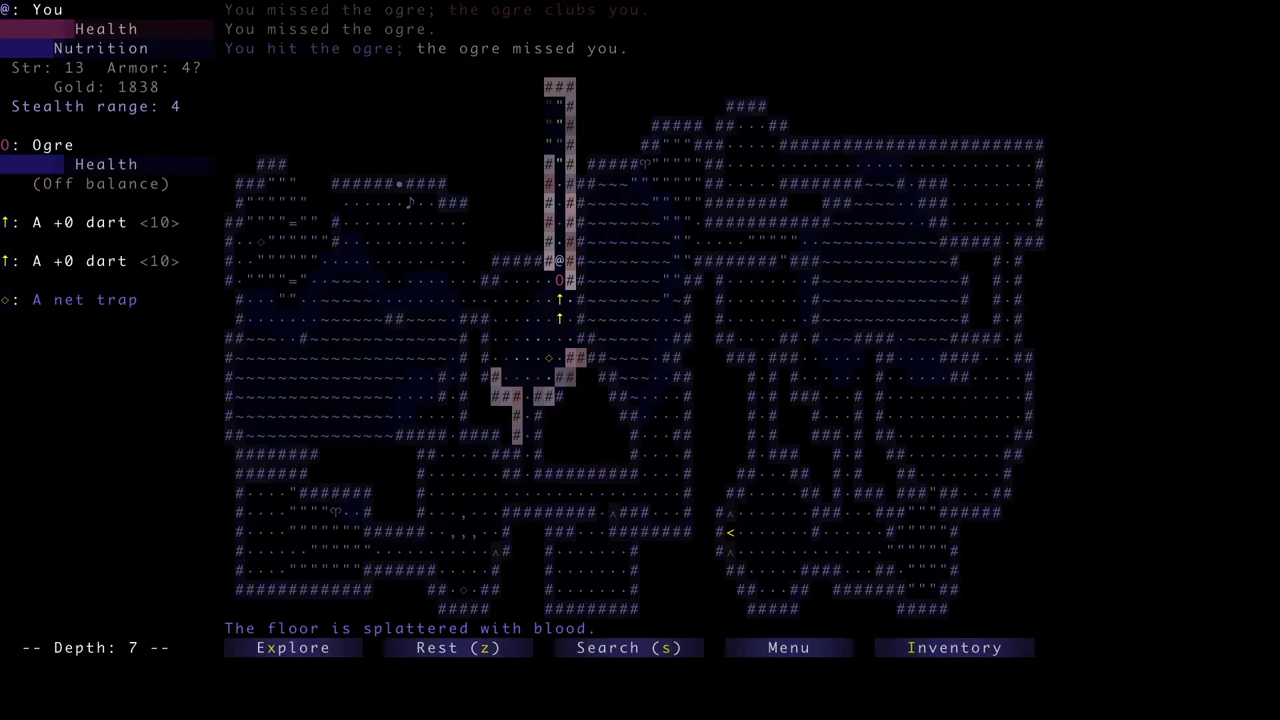 @: You
Health
Nutrition
Str: 13 Armor: 4?
Gold: 1838
Stealth range: 4
O: Ogre
Health
(Off balance)
↑: A +0 dart <10>
↑: A +0 dart <10>
◇: A net trap
You missed the ogre; the ogre clubs you.
You missed the ogre.
You hit the ogre; the ogre missed you.
The floor is splattered with blood.
-- Depth: 7 --
Explore
Rest (z)
Search (s)
Menu
Inventory